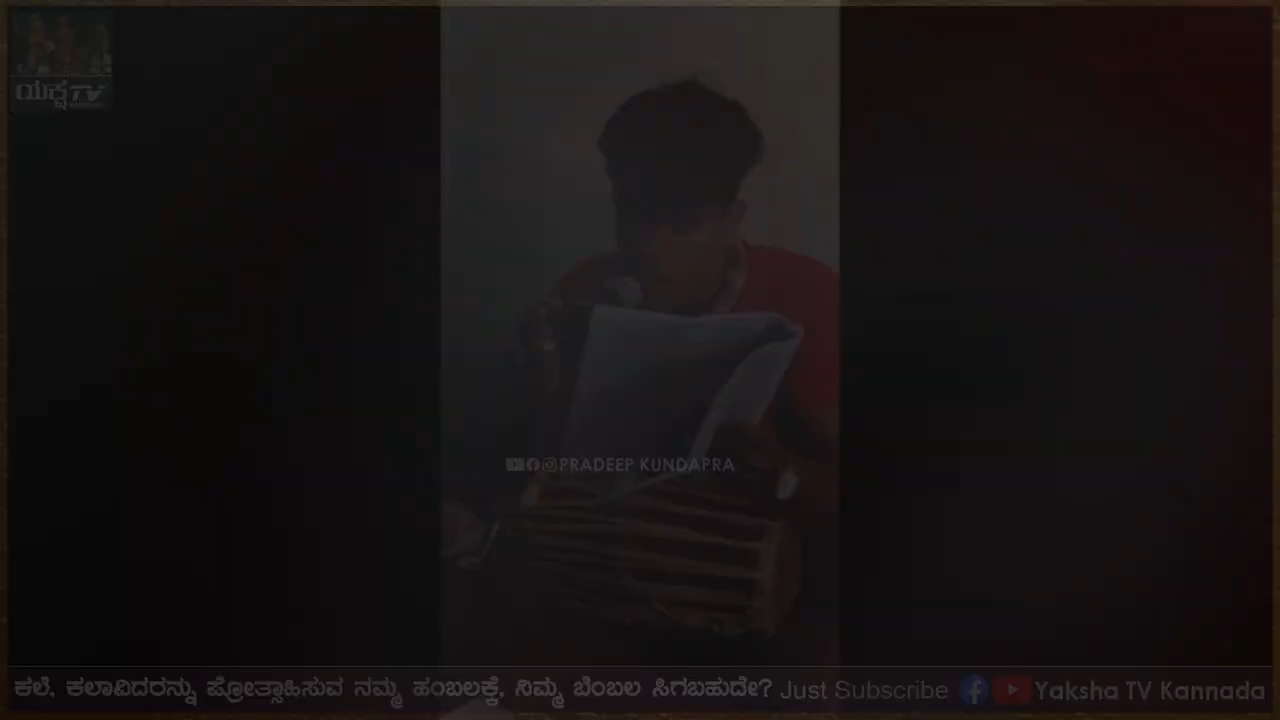 ಯಕ್ಷTV
PRADEEP KUNDAPRA
ಕಲೆ, ಕಲಾವಿದರನ್ನು ಪ್ರೋತ್ಸಾಹಿಸುವ ನಮ್ಮ ಹಂಬಲಕ್ಕೆ, ನಿಮ್ಮ ಬೆಂಬಲ ಸಿಗಬಹುದೇ? Just Subscribe Yaksha TV Kannada